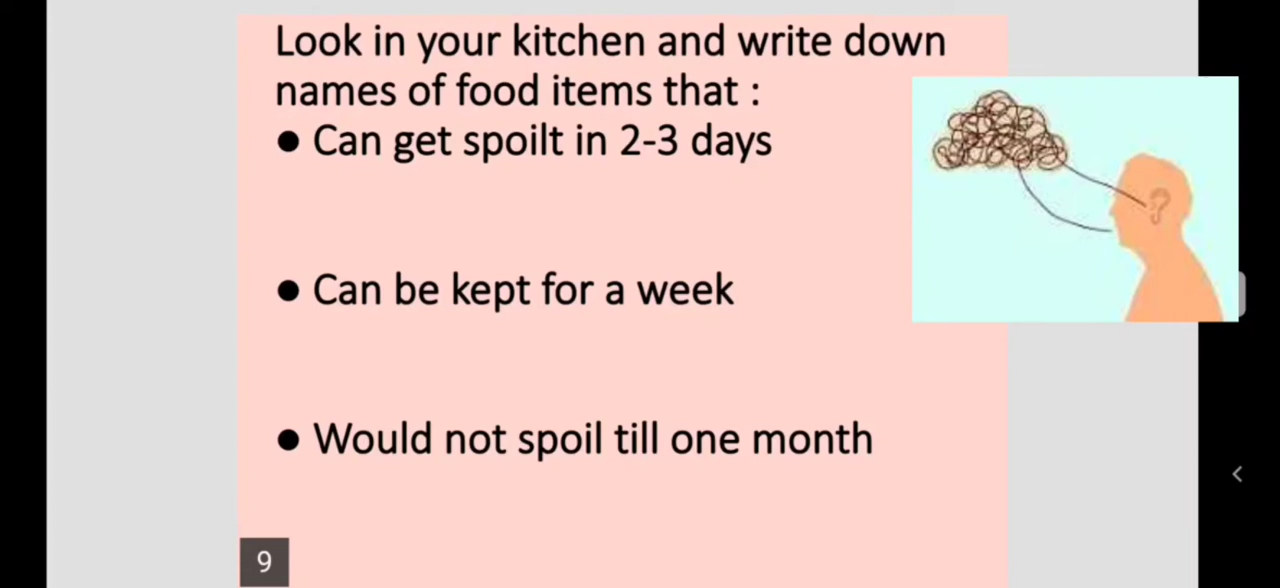 Look in your kitchen and write down
names of food items that :
● Can get spoilt in 2-3 days
● Can be kept for a week
● Would not spoil till one month
9